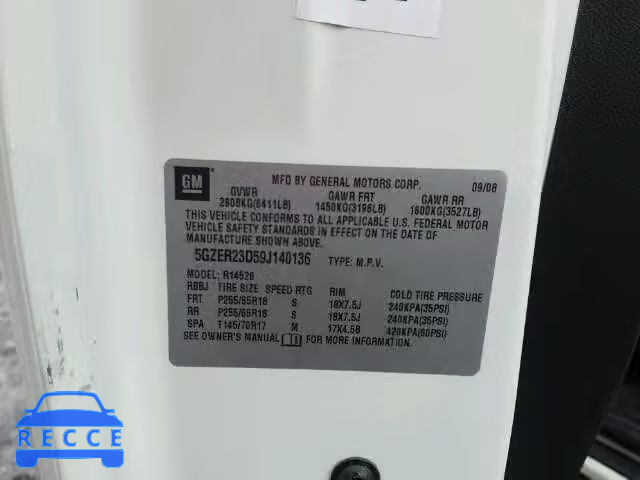 GM
MFD BY GENERAL MOTORS CORP. 09/08
GVWR GAWR FRT GAWR RR
2908KG(6411LB) 1450KG(3196LB) 1600KG(3527LB)
THIS VEHICLE CONFORMS TO ALL APPLICABLE U.S. FEDERAL MOTOR
VEHICLE SAFETY STANDARDS IN EFFECT ON THE DATE OF
MANUFACTURE SHOWN ABOVE.
5GZER23D59J140136 TYPE: M.P.V.
MODEL: R14526
RBBJ TIRE SIZE SPEED RTG RIM COLD TIRE PRESSURE
FRT P255/65R18 S 18X7.5J 240KPA(35PSI)
RR P255/65R18 S 18X7.5J 240KPA(35PSI)
SPA T145/70R17 M 17X4.5B 420KPA(60PSI)
SEE OWNER'S MANUAL FOR MORE INFORMATION.
RECCE